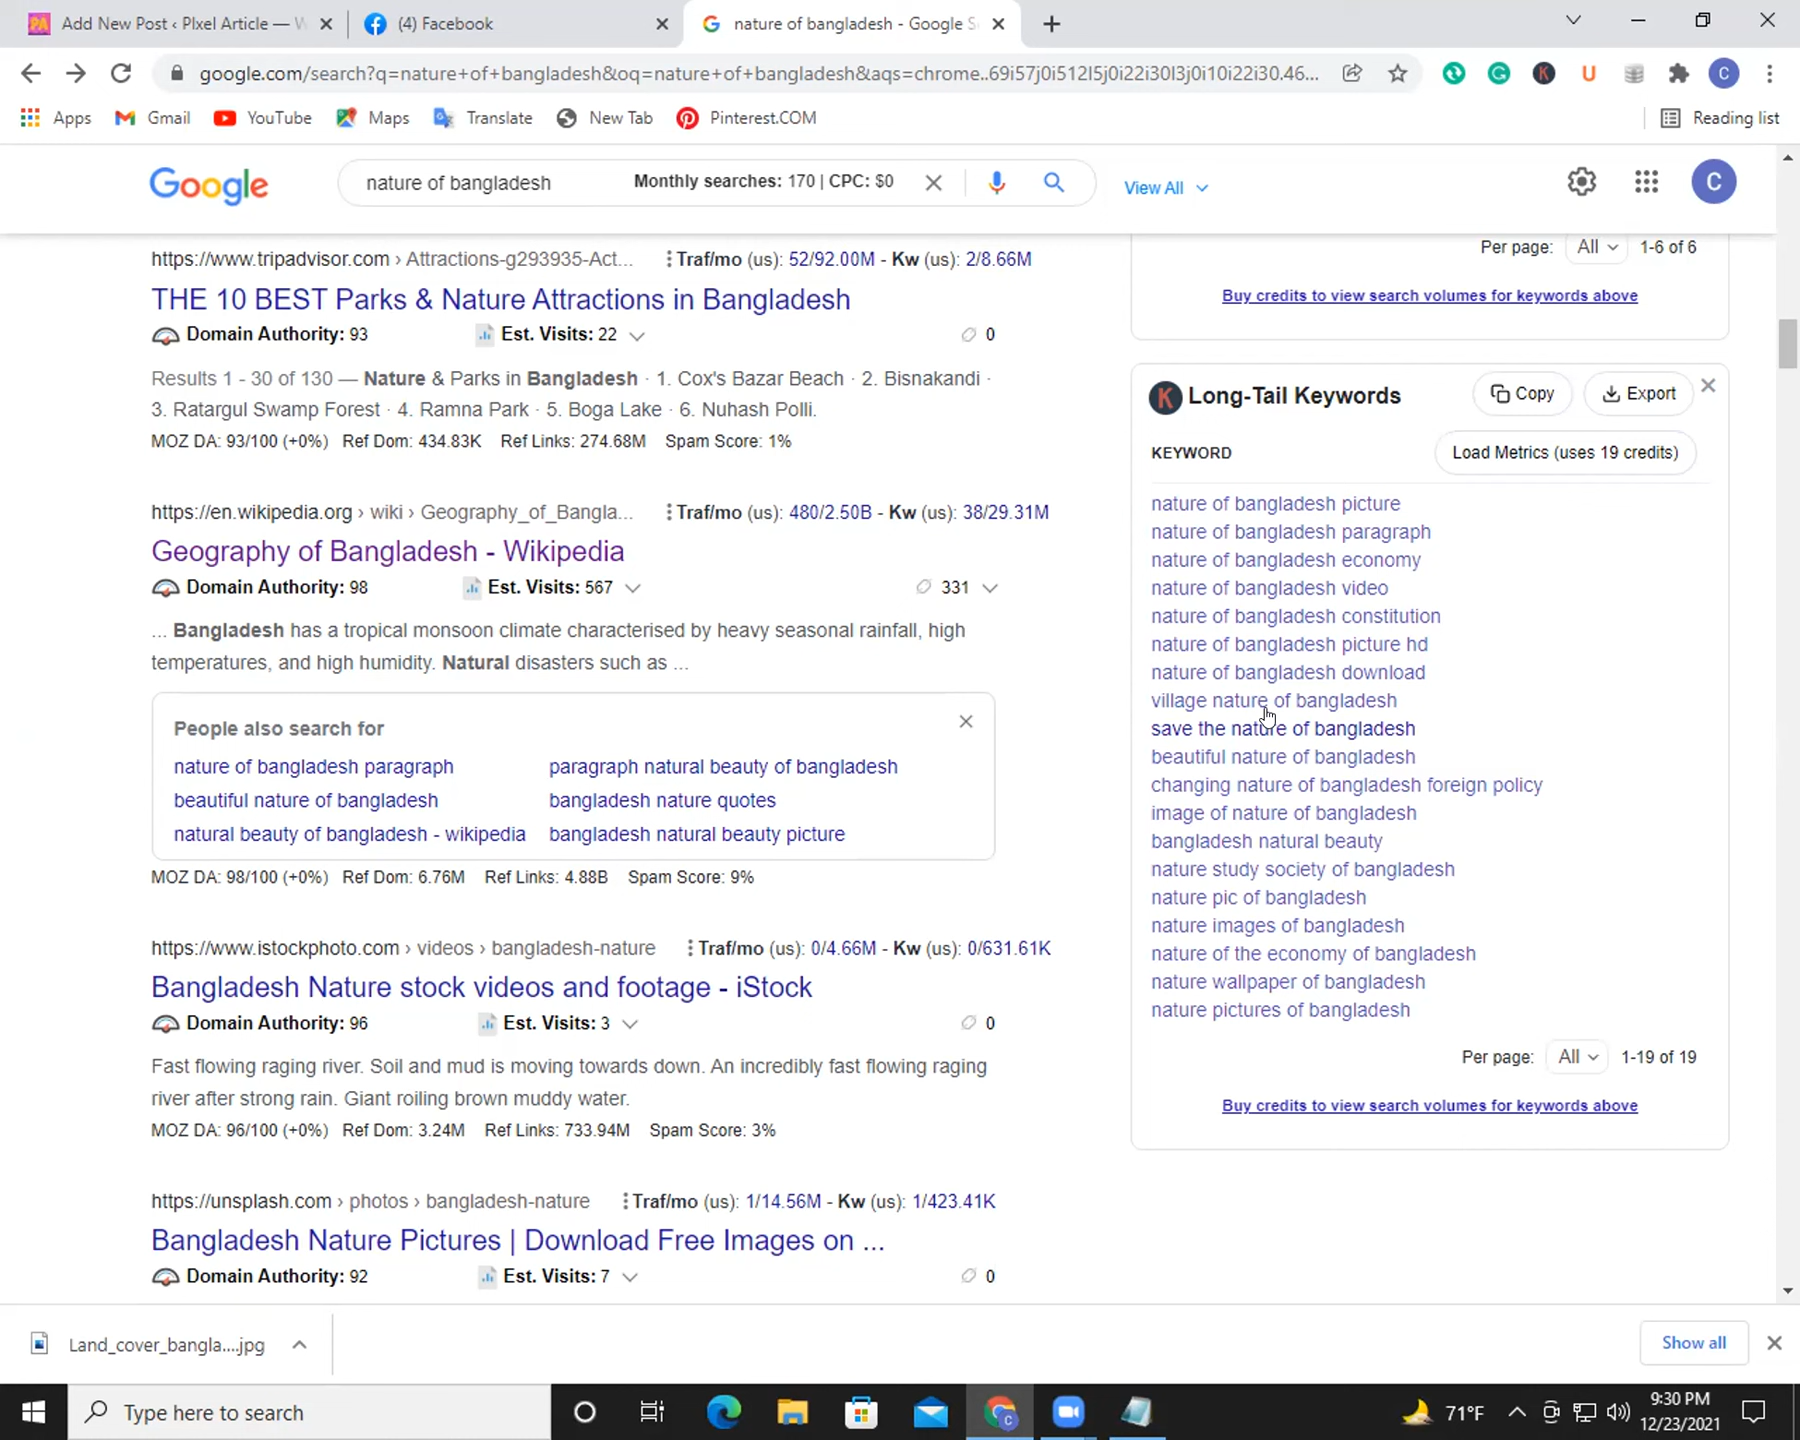 Add New Post ‹ PIxel Article — W
(4) Facebook
nature of bangladesh - Google S
google.com/search?q=nature+of+bangladesh&oq=nature+of+bangladesh&aqs=chrome..69i57j0i512l5j0i22i30l3j0i10i22i30.46...
Apps
Gmail
YouTube
Maps
Translate
New Tab
Pinterest.COM
Reading list
Google
nature of bangladesh
Monthly searches: 170 | CPC: $0
View All
C
https://www.tripadvisor.com › Attractions-g293935-Act...
Traf/mo (us): 52/92.00M - Kw (us): 2/8.66M
THE 10 BEST Parks & Nature Attractions in Bangladesh
Domain Authority: 93
Est. Visits: 22
0
Results 1 - 30 of 130 — Nature & Parks in Bangladesh · 1. Cox's Bazar Beach · 2. Bisnakandi ·
3. Ratargul Swamp Forest · 4. Ramna Park · 5. Boga Lake · 6. Nuhash Polli.
MOZ DA: 93/100 (+0%) Ref Dom: 434.83K Ref Links: 274.68M Spam Score: 1%
https://en.wikipedia.org › wiki › Geography_of_Bangla...
Traf/mo (us): 480/2.50B - Kw (us): 38/29.31M
Geography of Bangladesh - Wikipedia
Domain Authority: 98
Est. Visits: 567
331
... Bangladesh has a tropical monsoon climate characterised by heavy seasonal rainfall, high
temperatures, and high humidity. Natural disasters such as ...
People also search for
nature of bangladesh paragraph
paragraph natural beauty of bangladesh
beautiful nature of bangladesh
bangladesh nature quotes
natural beauty of bangladesh - wikipedia
bangladesh natural beauty picture
MOZ DA: 98/100 (+0%) Ref Dom: 6.76M Ref Links: 4.88B Spam Score: 9%
https://www.istockphoto.com › videos › bangladesh-nature
Traf/mo (us): 0/4.66M - Kw (us): 0/631.61K
Bangladesh Nature stock videos and footage - iStock
Domain Authority: 96
Est. Visits: 3
0
Fast flowing raging river. Soil and mud is moving towards down. An incredibly fast flowing raging
river after strong rain. Giant roiling brown muddy water.
MOZ DA: 96/100 (+0%) Ref Dom: 3.24M Ref Links: 733.94M Spam Score: 3%
https://unsplash.com › photos › bangladesh-nature
Traf/mo (us): 1/14.56M - Kw (us): 1/423.41K
Bangladesh Nature Pictures | Download Free Images on ...
Domain Authority: 92
Est. Visits: 7
0
Per page: All 1-6 of 6
Buy credits to view search volumes for keywords above
K
Long-Tail Keywords
Copy
Export
KEYWORD
Load Metrics (uses 19 credits)
nature of bangladesh picture
nature of bangladesh paragraph
nature of bangladesh economy
nature of bangladesh video
nature of bangladesh constitution
nature of bangladesh picture hd
nature of bangladesh download
village nature of bangladesh
save the nature of bangladesh
beautiful nature of bangladesh
changing nature of bangladesh foreign policy
image of nature of bangladesh
bangladesh natural beauty
nature study society of bangladesh
nature pic of bangladesh
nature images of bangladesh
nature of the economy of bangladesh
nature wallpaper of bangladesh
nature pictures of bangladesh
Per page: All 1-19 of 19
Buy credits to view search volumes for keywords above
Land_cover_bangla....jpg
Show all
Type here to search
71°F
9:30 PM
12/23/2021